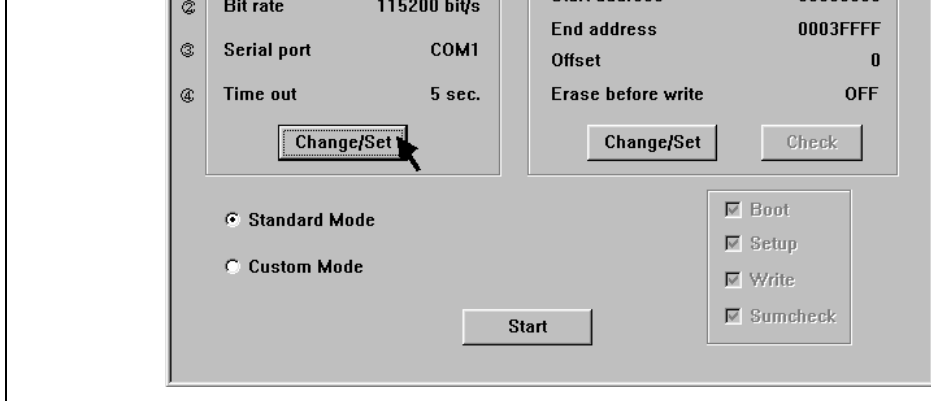 ② Bit rate 115200 bit/s
③ Serial port COM1
④ Time out 5 sec.
Change/Set
End address 0003FFFF
Offset 0
Erase before write OFF
Change/Set Check
Standard Mode
Custom Mode
Boot
Setup
Write
Sumcheck
Start